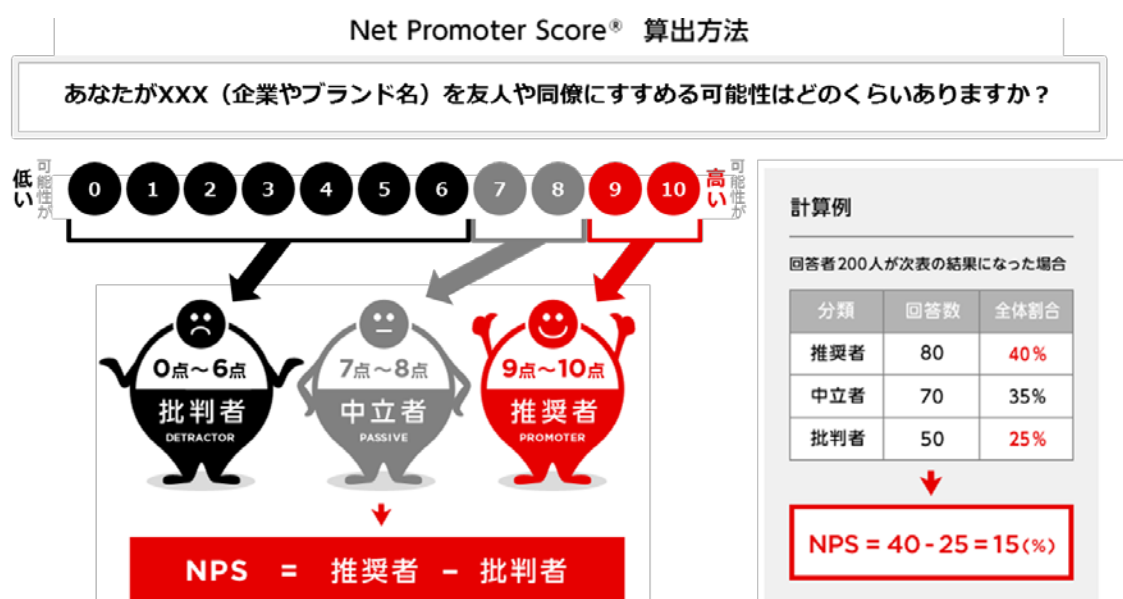 Net Promoter Score® 算出方法
あなたがXXX（企業やブランド名）を友人や同僚にすすめる可能性はどのくらいありますか？
可能性が低い
0 1 2 3 4 5 6 7 8 9 10
可能性が高い
0点～6点
批判者
DETRACTOR
7点～8点
中立者
PASSIVE
9点～10点
推奨者
PROMOTER
NPS = 推奨者 － 批判者
計算例
回答者200人が次表の結果になった場合
分類 回答数 全体割合
推奨者 80 40%
中立者 70 35%
批判者 50 25%
NPS = 40 - 25 = 15(%)